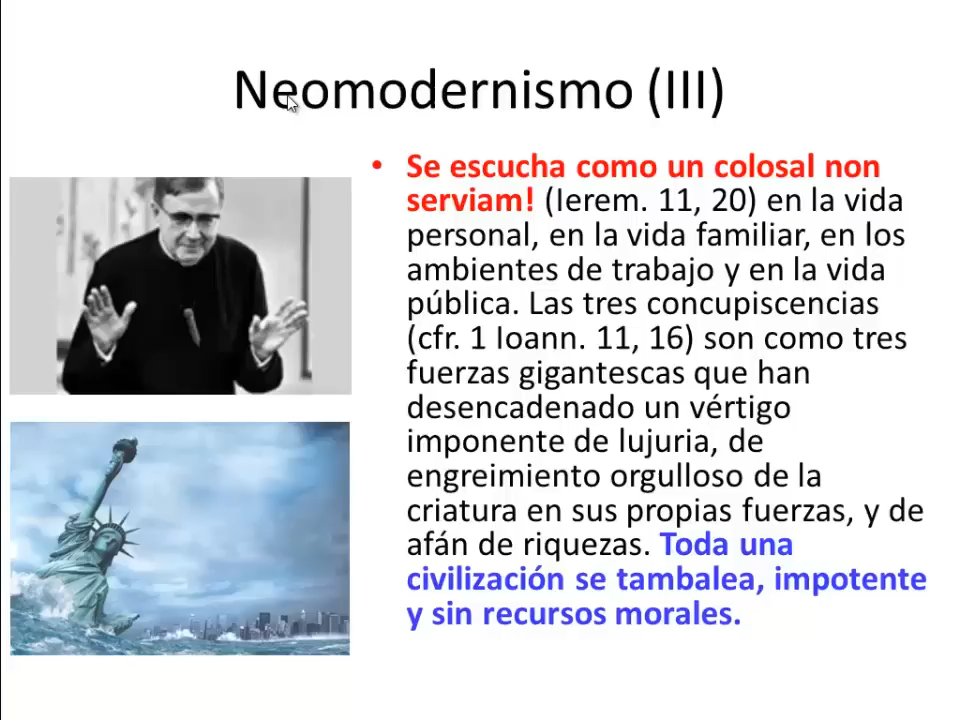 Neomodernismo (III)
• Se escucha como un colosal non
serviam! (Ierem. 11, 20) en la vida
personal, en la vida familiar, en los
ambientes de trabajo y en la vida
pública. Las tres concupiscencias
(cfr. 1 Ioann. 11, 16) son como tres
fuerzas gigantescas que han
desencadenado un vértigo
imponente de lujuria, de
engreimiento orgulloso de la
criatura en sus propias fuerzas, y de
afán de riquezas. Toda una
civilización se tambalea, impotente
y sin recursos morales.